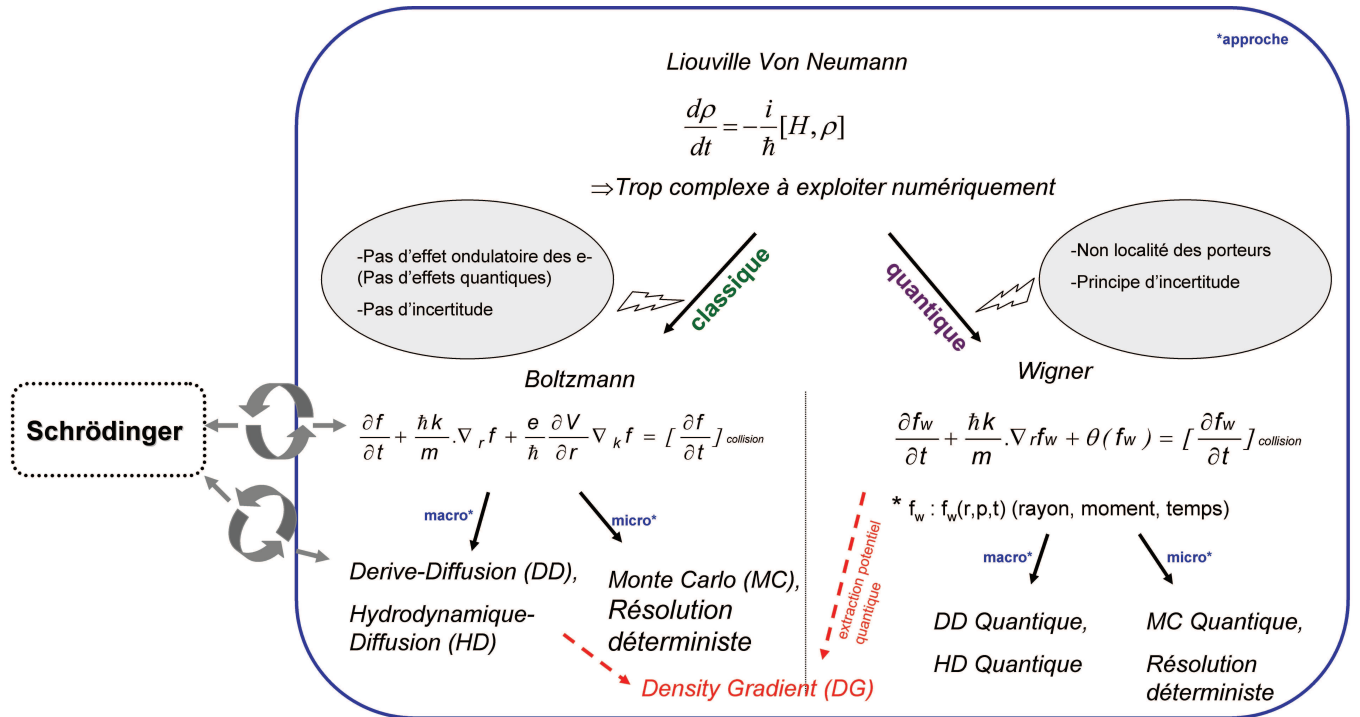 *approche
Liouville Von Neumann
dρ/dt = -i/ħ [H, ρ]
⇒Trop complexe à exploiter numériquement
-Pas d'effet ondulatoire des e-
(Pas d'effets quantiques)
-Pas d'incertitude
classique
quantique
-Non localité des porteurs
-Principe d'incertitude
Schrödinger
Boltzmann
∂f/∂t + ħk/m .∇ r f + e/ħ ∂V/∂r ∇ k f = [ ∂f/∂t ] collision
macro*
micro*
Derive-Diffusion (DD),
Hydrodynamique-
Diffusion (HD)
Monte Carlo (MC),
Résolution
déterministe
Wigner
∂fw/∂t + ħk/m .∇ r fw + θ( fw ) = [ ∂fw/∂t ] collision
* fw : fw(r,p,t) (rayon, moment, temps)
extraction potentiel
quantique
macro*
micro*
DD Quantique,
HD Quantique
MC Quantique,
Résolution
déterministe
Density Gradient (DG)